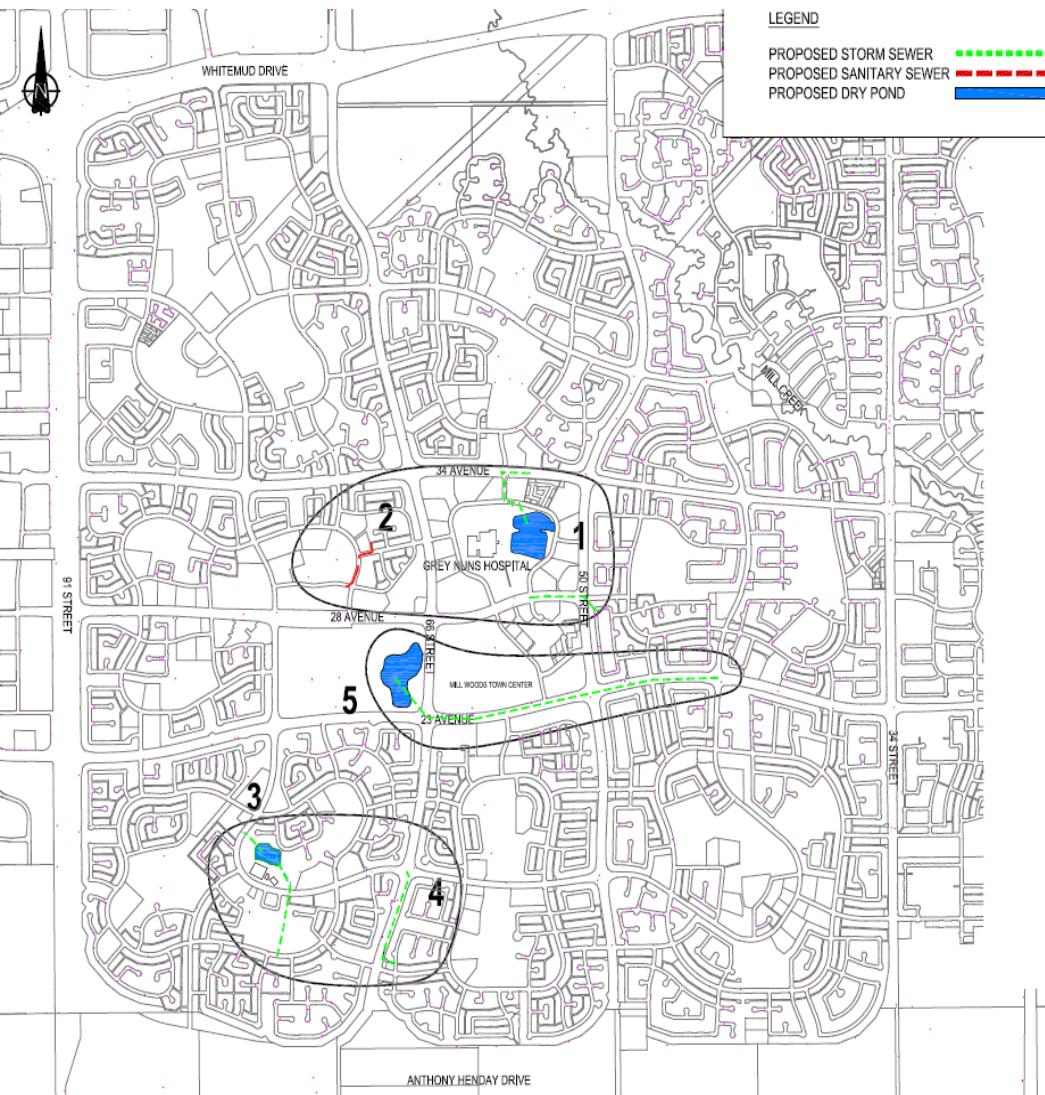 LEGEND
PROPOSED STORM SEWER
PROPOSED SANITARY SEWER
PROPOSED DRY POND
N
WHITEMUD DRIVE
MILL CREEK
34 AVENUE
2
1
GREY NUNS HOSPITAL
91 STREET
50 STREET
28 AVENUE
66 STREET
MILL WOODS TOWN CENTER
5
23 AVENUE
34 STREET
3
4
ANTHONY HENDAY DRIVE